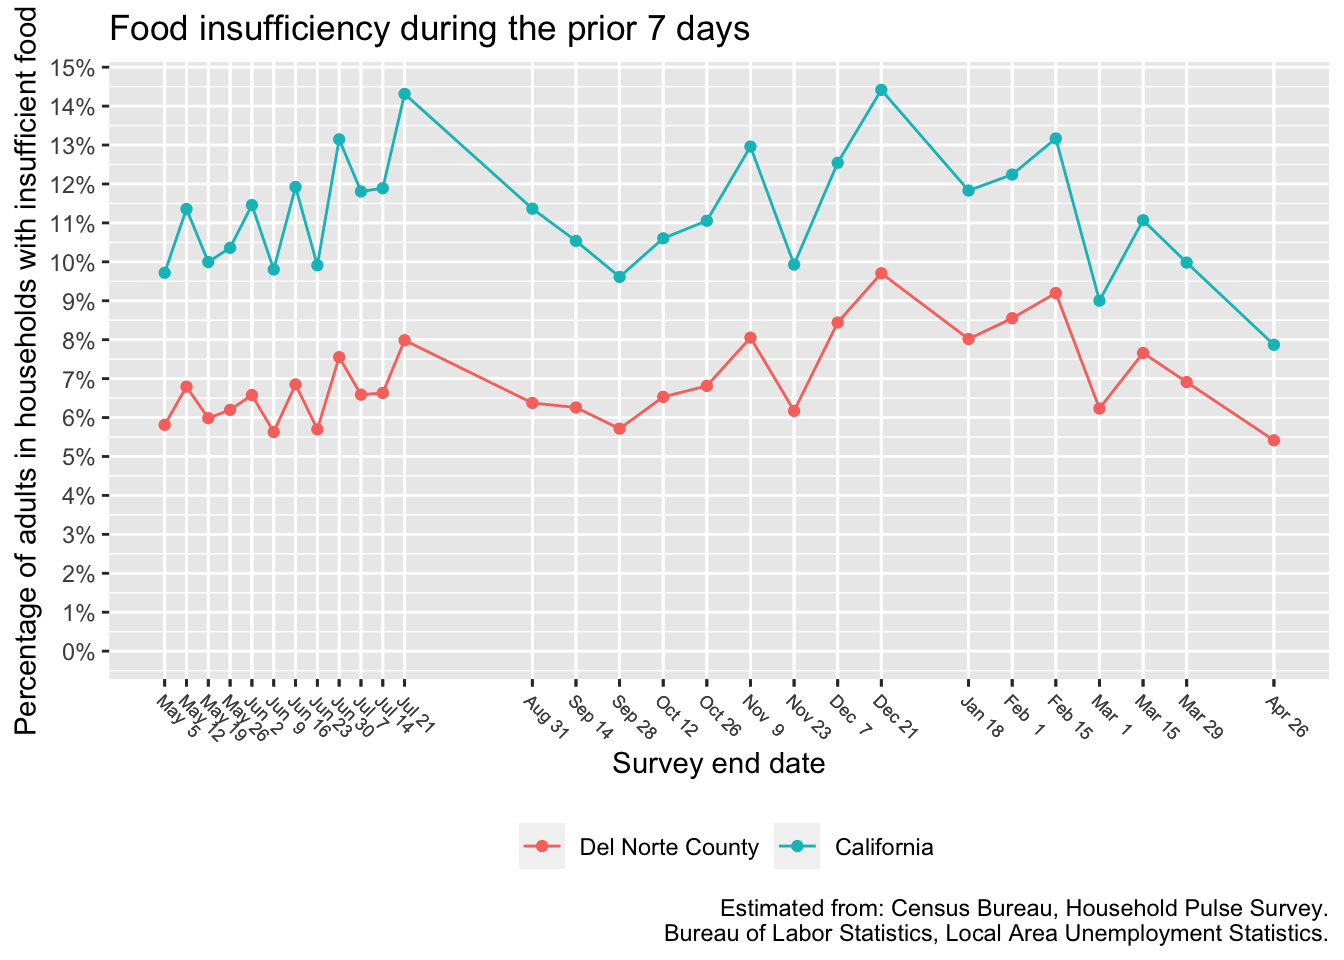 Food insufficiency during the prior 7 days
Percentage of adults in households with insufficient food
15%
14%
13%
12%
11%
10%
9%
8%
7%
6%
5%
4%
3%
2%
1%
0%
May 5
May 12
May 19
May 26
Jun 2
Jun 9
Jun 16
Jun 23
Jun 30
Jul 7
Jul 14
Jul 21
Aug 31
Sep 14
Sep 28
Oct 12
Oct 26
Nov 9
Nov 23
Dec 7
Dec 21
Jan 18
Feb 1
Feb 15
Mar 1
Mar 15
Mar 29
Apr 26
Survey end date
Del Norte County
California
Estimated from: Census Bureau, Household Pulse Survey.
Bureau of Labor Statistics, Local Area Unemployment Statistics.